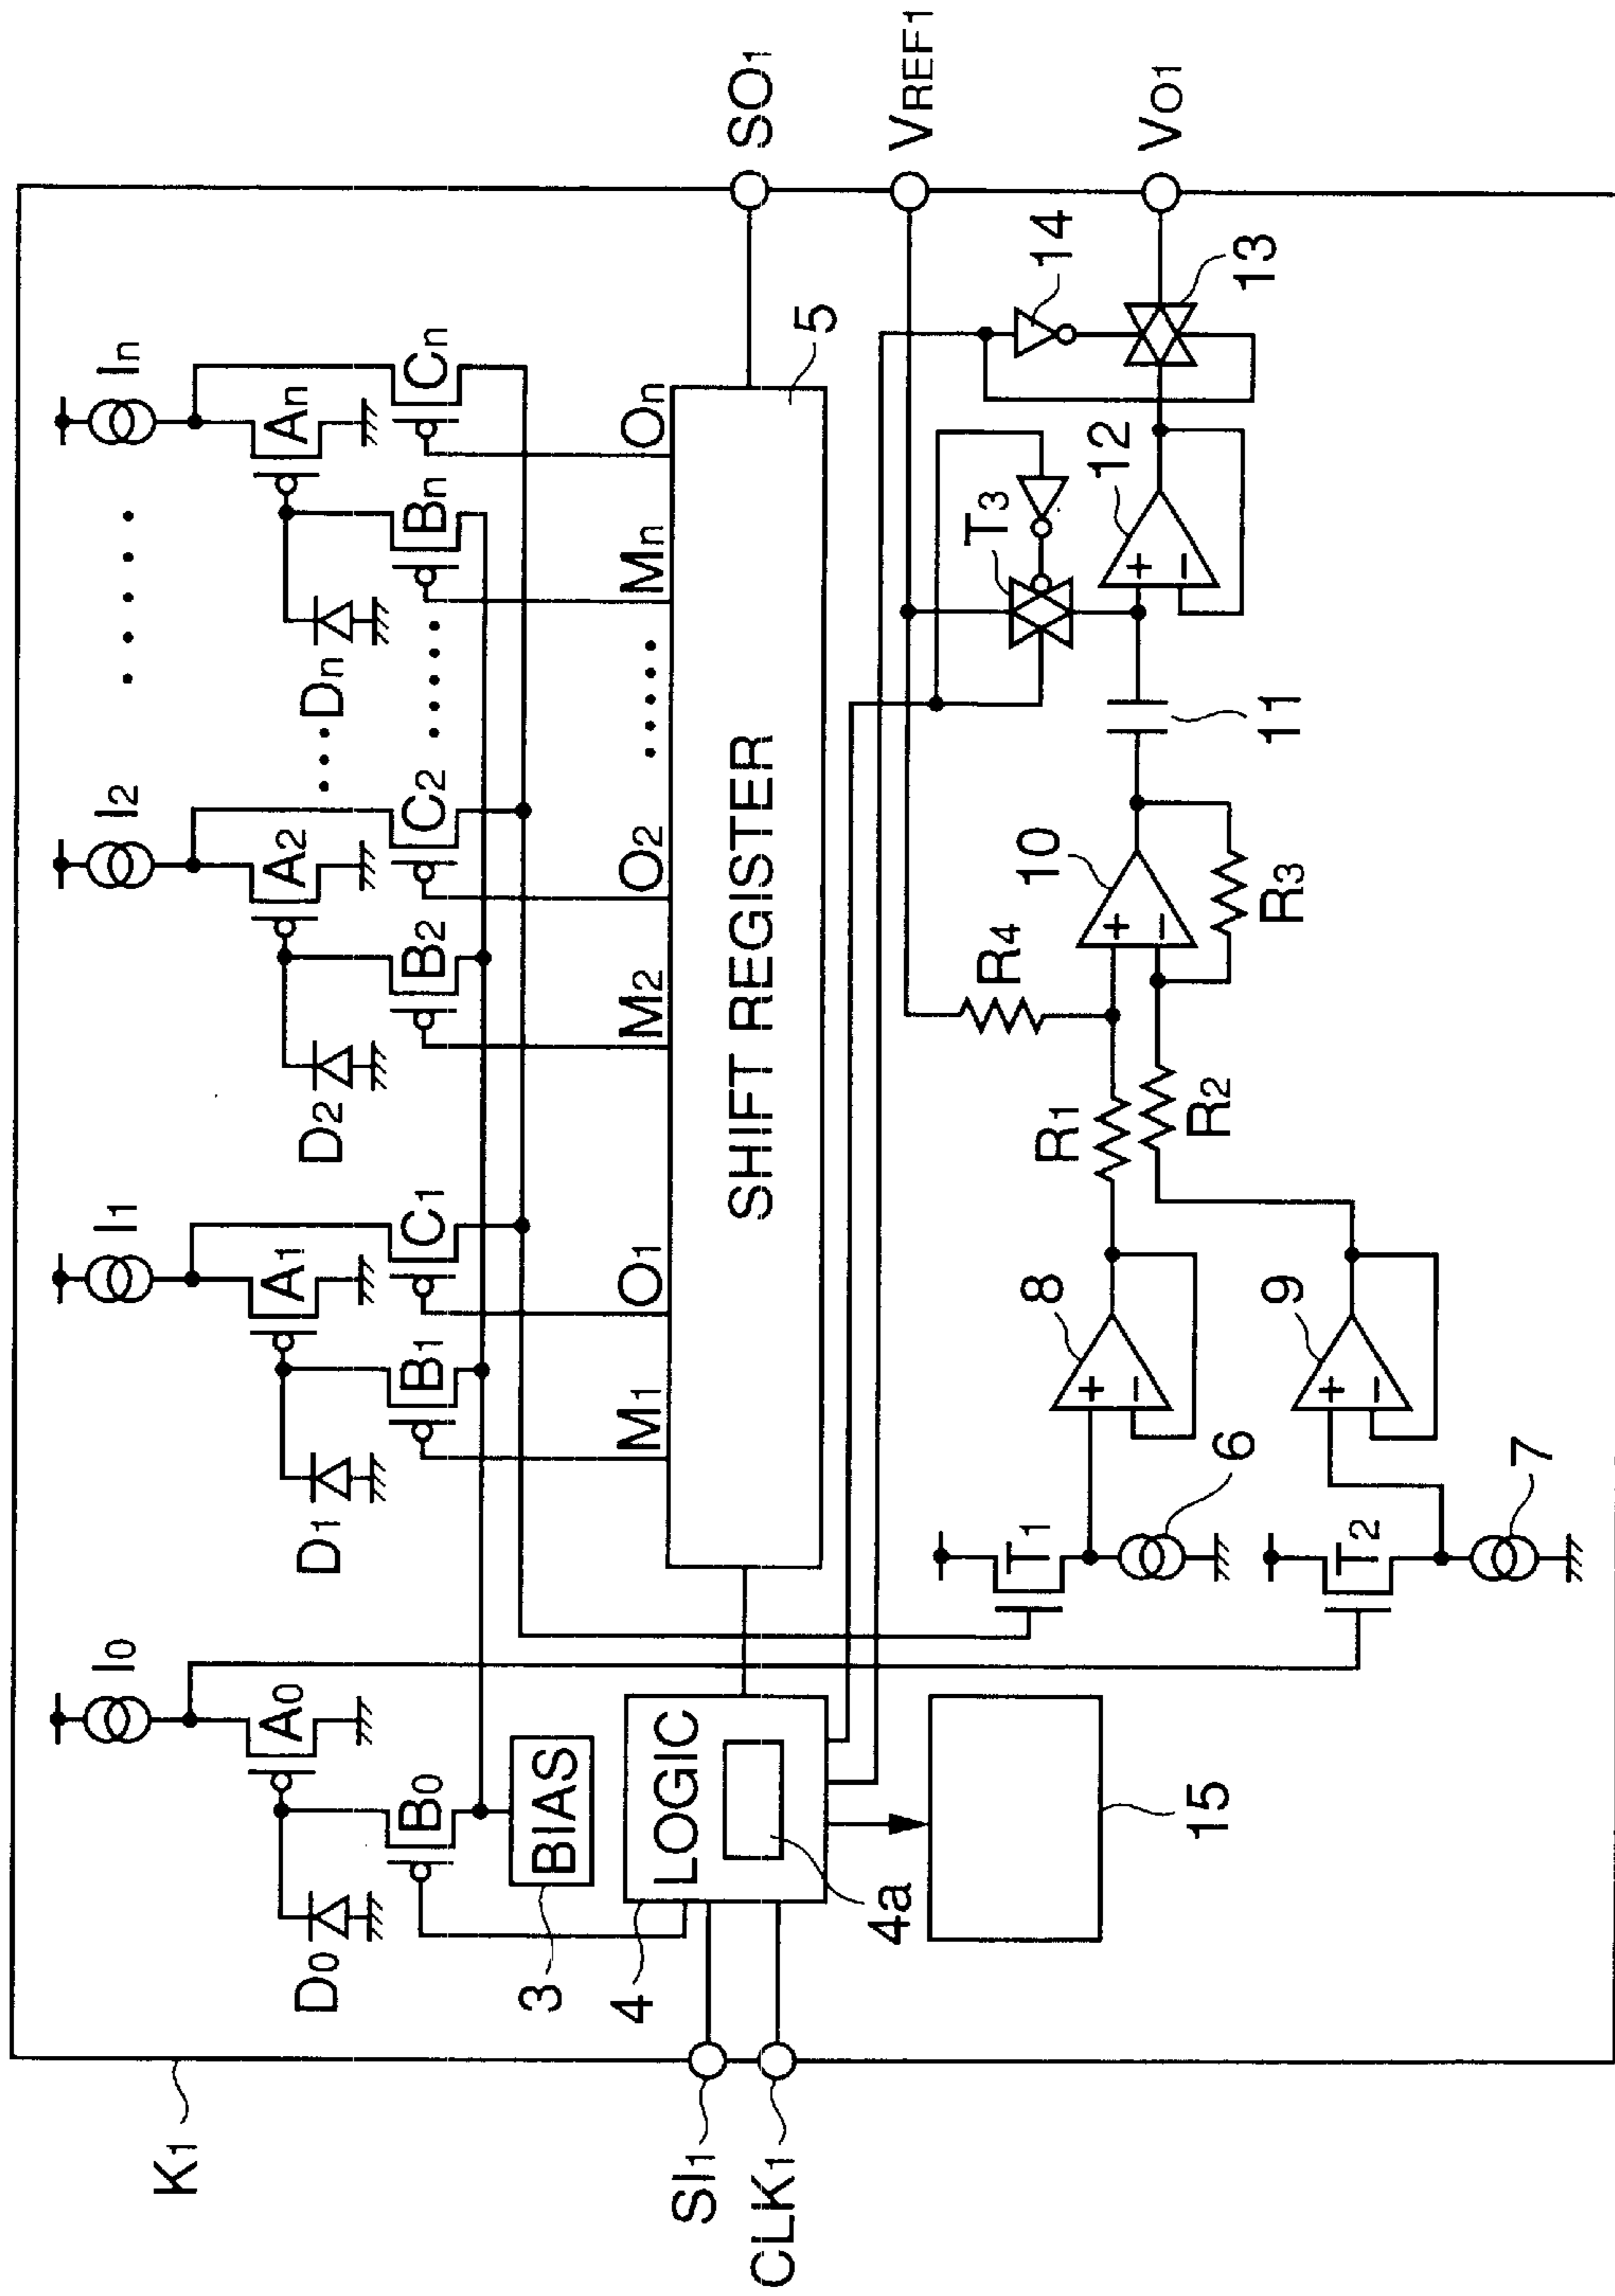 K1
I0
I1
I2
In
A0
A1
A2
An
D0
B0
D1
B1
C1
D2
B2
C2
Dn
Bn
Cn
3
BIAS
M1
O1
M2
O2
Mn
On
4
LOGIC
4a
SHIFT REGISTER
5
SI1
CLK1
SO1
VREF1
VO1
15
T1
6
T2
7
8
+
−
9
+
−
R1
R2
R4
10
+
−
R3
11
T3
12
+
−
14
13